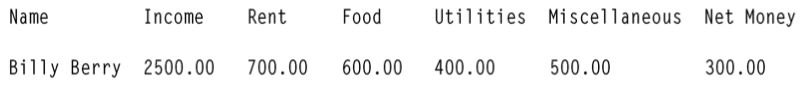 Name Income Rent Food Utilities Miscellaneous Net Money
Billy Berry 2500.00 700.00 600.00 400.00 500.00 300.00